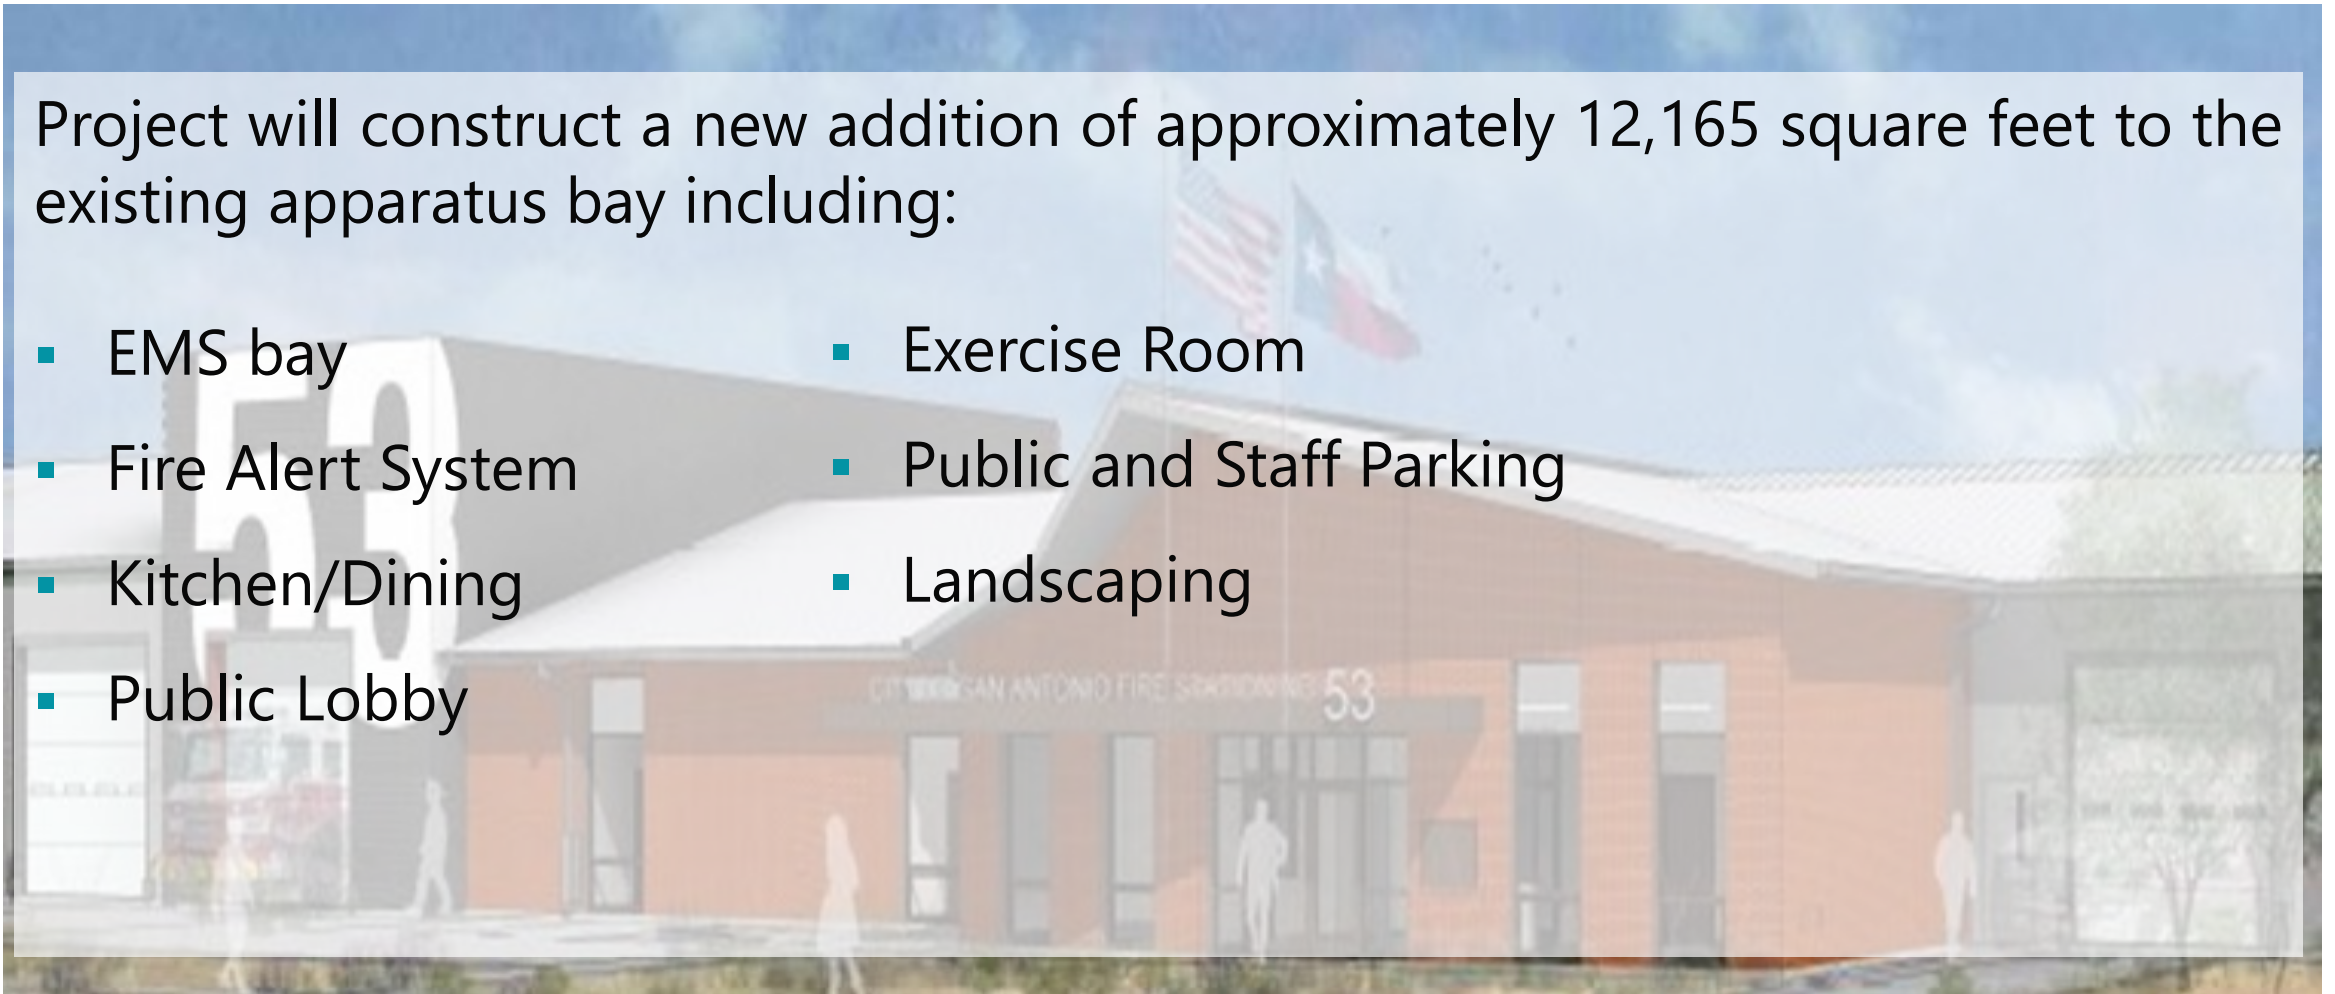 Project will construct a new addition of approximately 12,165 square feet to the
existing apparatus bay including:
▪ EMS bay
▪ Fire Alert System
▪ Kitchen/Dining
▪ Public Lobby
▪ Exercise Room
▪ Public and Staff Parking
▪ Landscaping
53
SAN ANTONIO FIRE STATION NO. 53